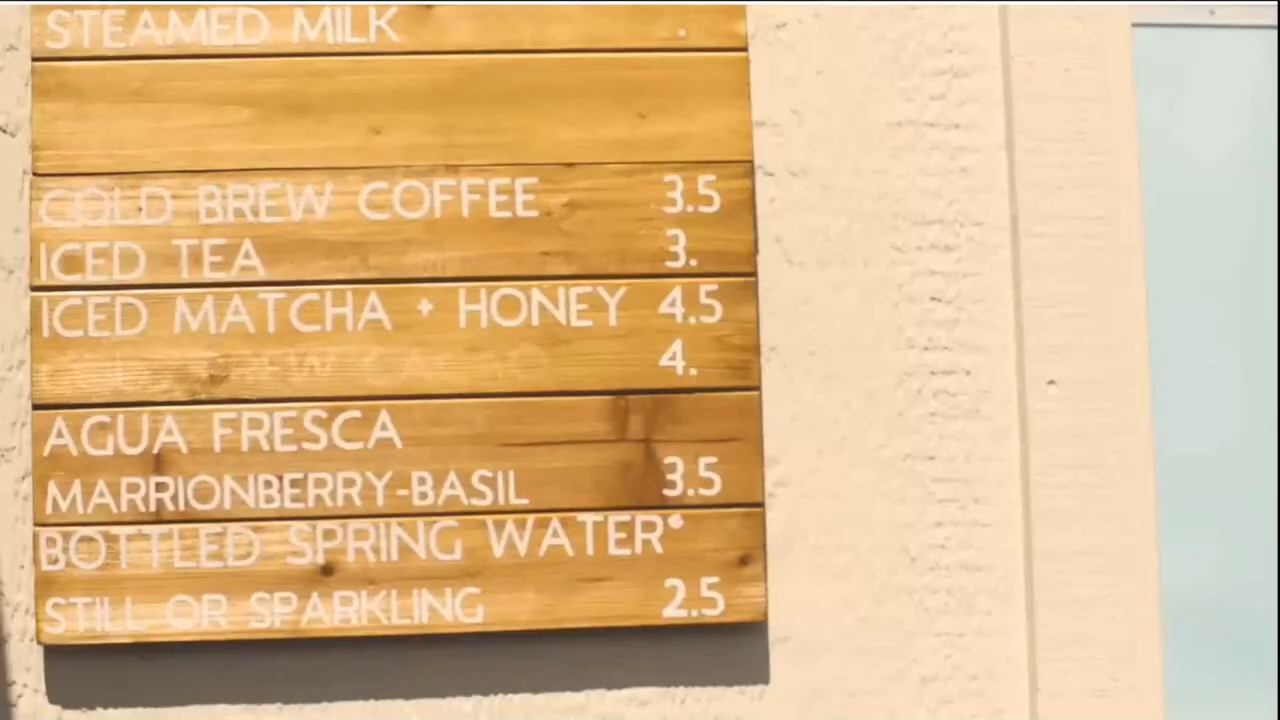 STEAMED MILK .
COLD BREW COFFEE 3.5
ICED TEA 3.
ICED MATCHA + HONEY 4.5
BREW 4.
AGUA FRESCA
MARRIONBERRY-BASIL 3.5
BOTTLED SPRING WATER*
STILL OR SPARKLING 2.5